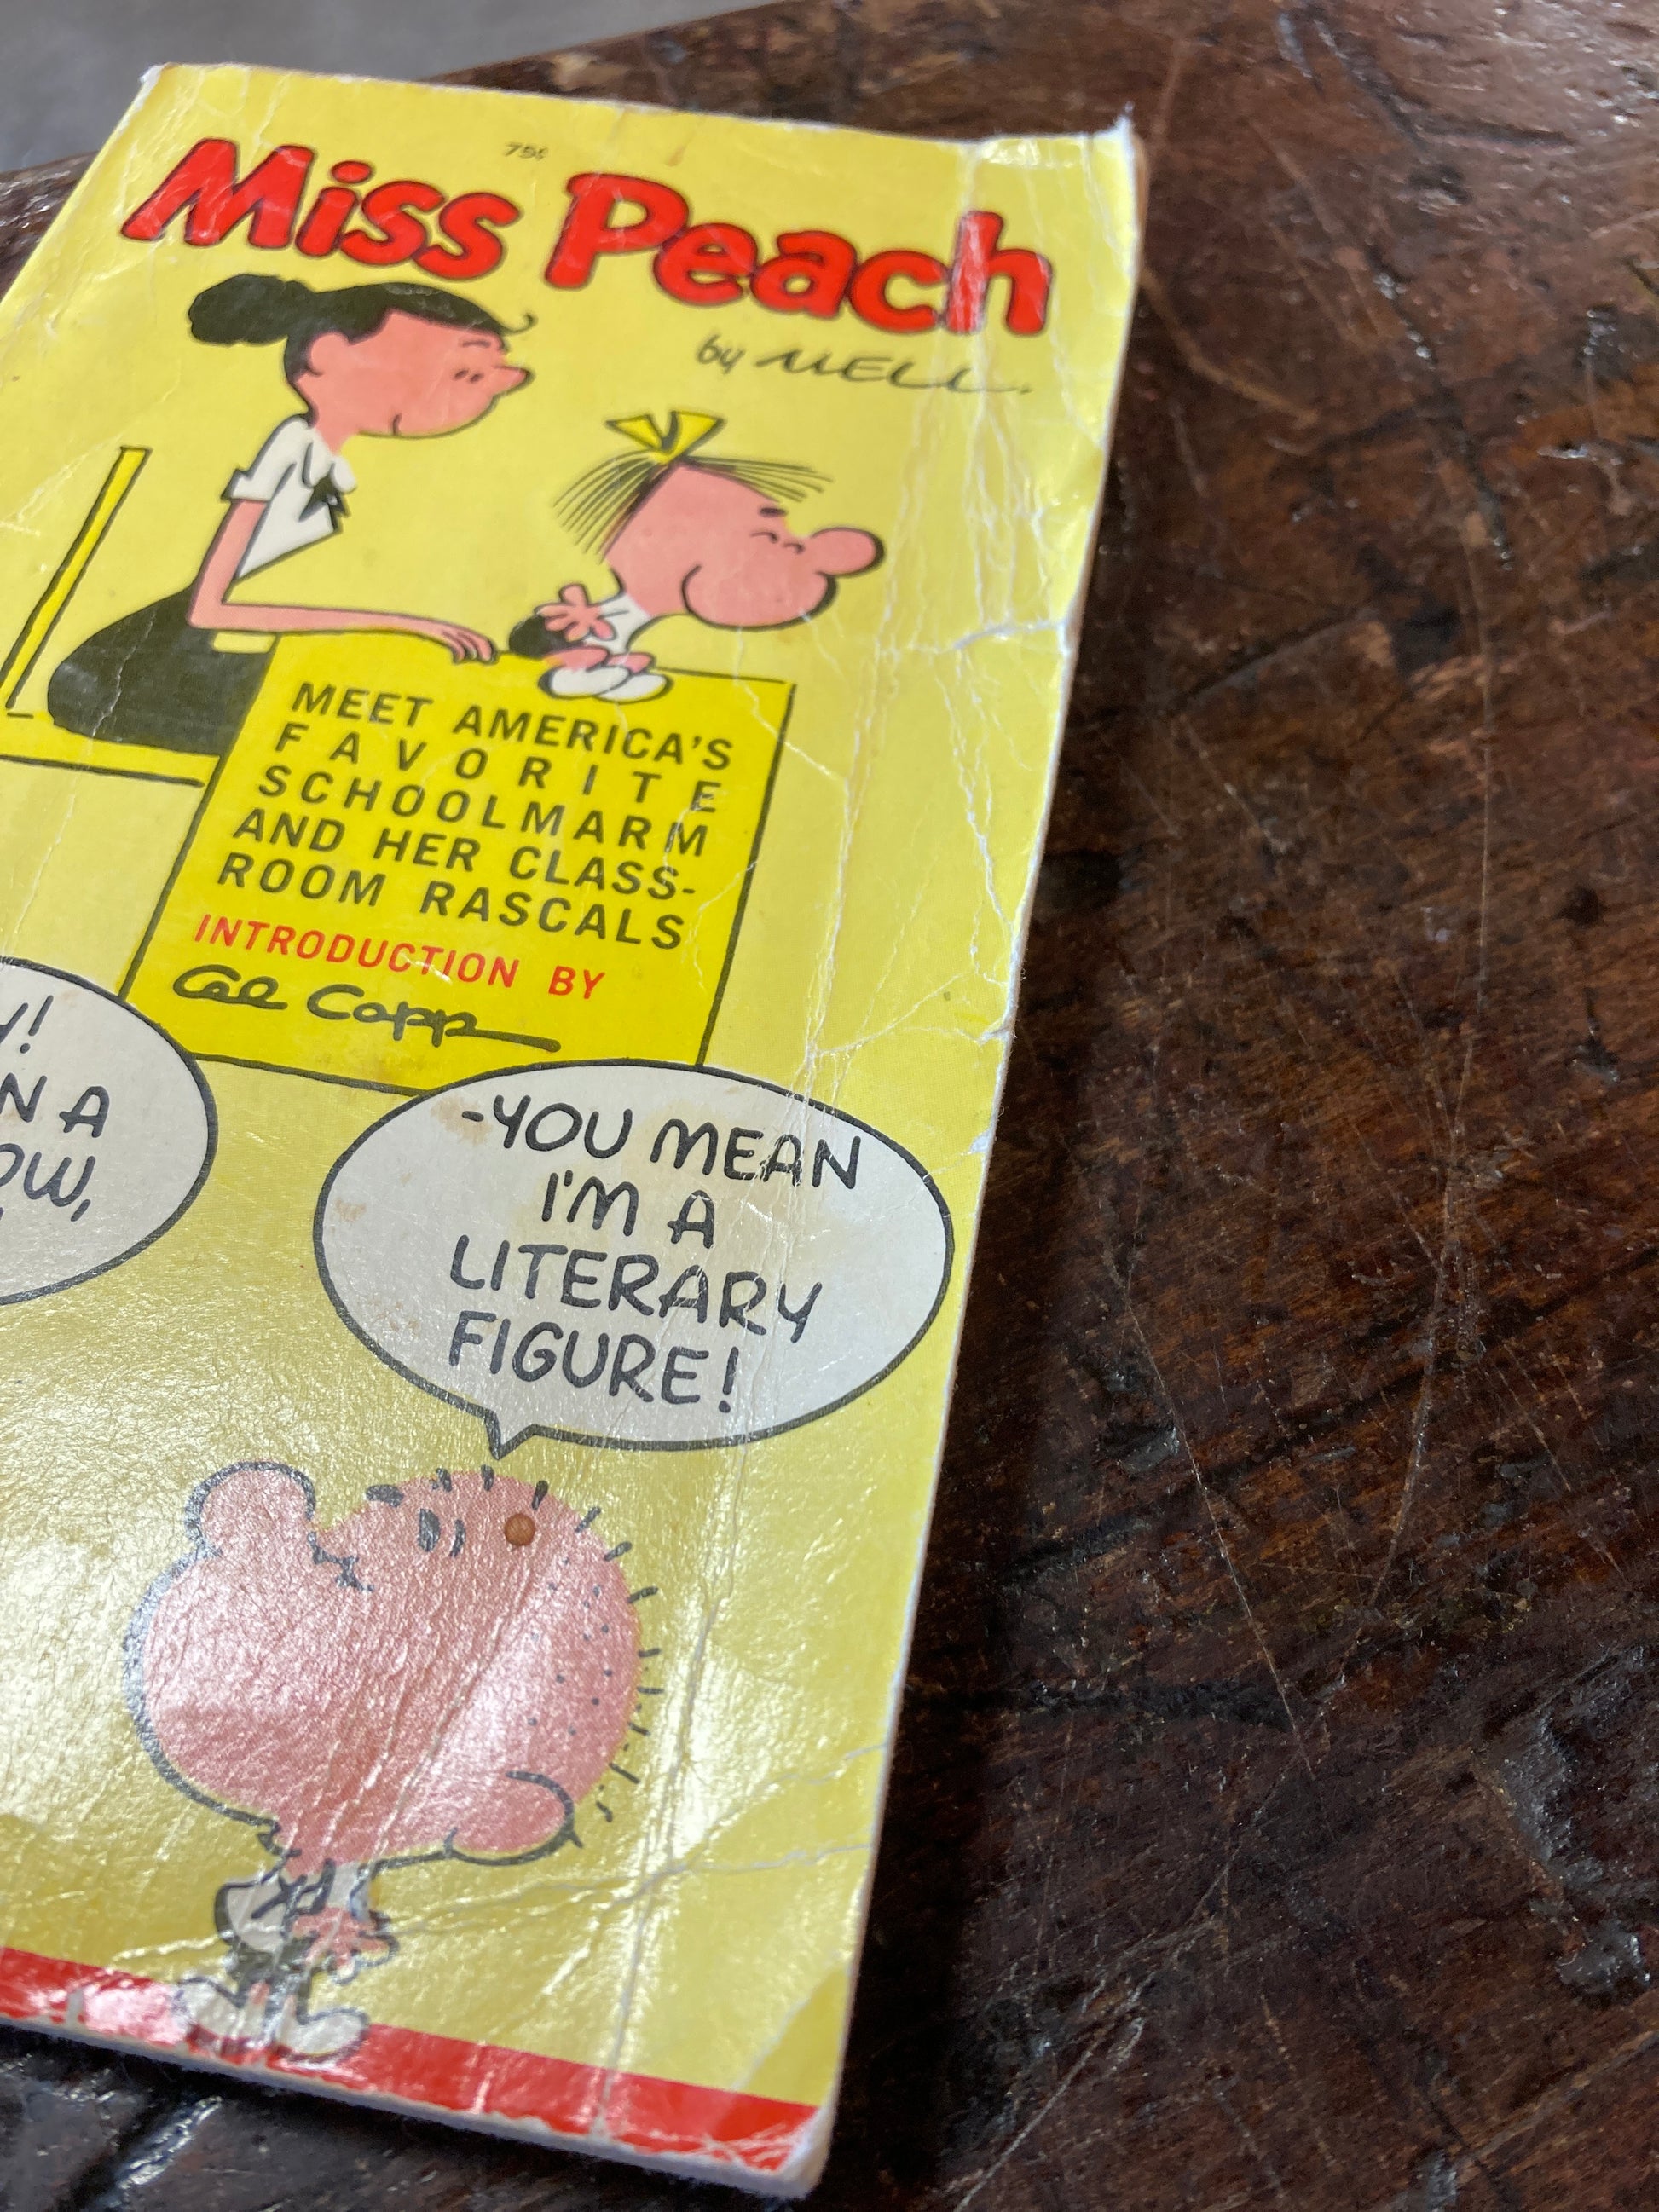 75¢
Miss Peach
by MELL.
MEET AMERICA'S
FAVORITE
SCHOOLMARM
AND HER CLASS-
ROOM RASCALS
INTRODUCTION BY
Al Capp
-YOU MEAN
I'M A
LITERARY
FIGURE!